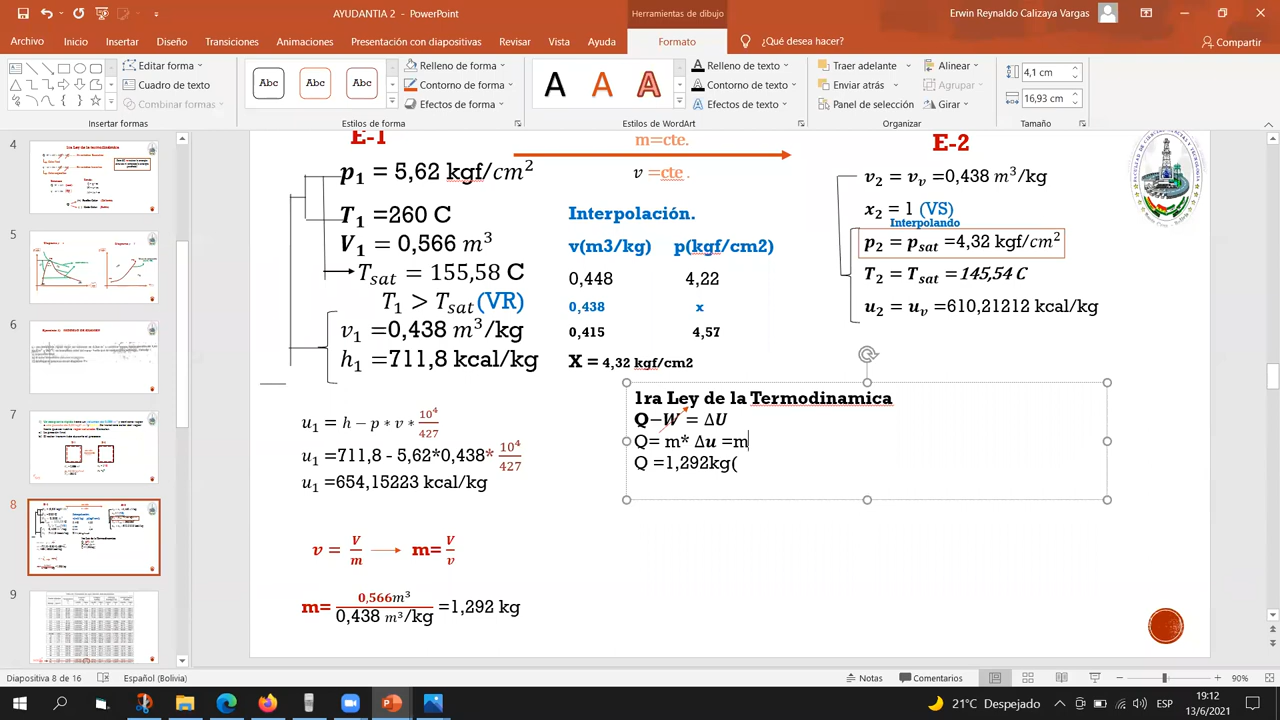 AYUDANTIA 2 - PowerPoint
Herramientas de dibujo
Erwin Reynaldo Calizaya Vargas
Archivo Inicio Insertar Diseño Transiciones Animaciones Presentación con diapositivas Revisar Vista Ayuda Formato ¿Qué desea hacer? Compartir
Editar forma
Cuadro de texto
Combinar formas
Insertar formas
Abc Abc Abc
Relleno de forma
Contorno de forma
Efectos de forma
Estilos de forma
A A A
Relleno de texto
Contorno de texto
Efectos de texto
Estilos de WordArt
Traer adelante
Enviar atrás
Panel de selección
Alinear
Agrupar
Girar
Organizar
4,1 cm
16,93 cm
Tamaño
4
5
6
7
8
9
E-1
p₁ = 5,62 kgf/cm²
T₁ =260 C
V₁ = 0,566 m³
Tsat = 155,58 C
T₁ > Tsat(VR)
v₁ =0,438 m³/kg
h₁ =711,8 kcal/kg
u₁ = h − p ∗ v ∗ 10⁴/427
u₁ =711,8 - 5,62*0,438* 10⁴/427
u₁ =654,15223 kcal/kg
v = V/m → m= V/v
m= 0,566m³/0,438 m³/kg =1,292 kg
m=cte.
v =cte .
Interpolación.
v(m3/kg) p(kgf/cm2)
0,448 4,22
0,438 x
0,415 4,57
X = 4,32 kgf/cm2
E-2
v₂ = vᵥ =0,438 m³/kg
x₂ = 1 (VS)
Interpolando
p₂ = psat =4,32 kgf/cm²
T₂ = Tsat = 145,54 C
u₂ = uᵥ =610,21212 kcal/kg
1ra Ley de la Termodinamica
Q−W = ΔU
Q= m* Δu =m
Q =1,292kg(
Diapositiva 8 de 16 Español (Bolivia) Notas Comentarios 90%
21°C Despejado ESP 19:12
13/6/2021